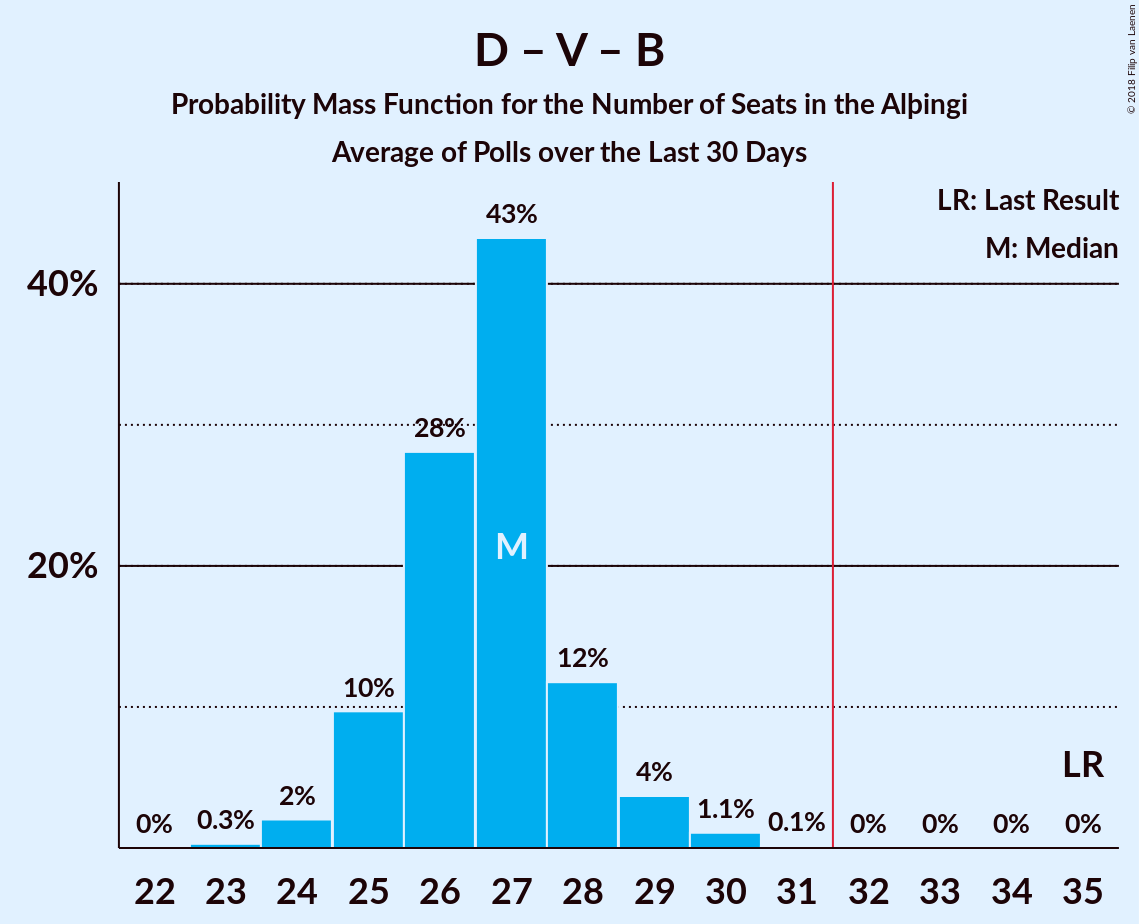 D – V – B
Probability Mass Function for the Number of Seats in the Alþingi
Average of Polls over the Last 30 Days
© 2018 Filip van Laenen
LR: Last Result
M: Median
43%
40%
28%
M
20%
12%
10%
LR
4%
2%
1.1%
0% 0.3% 0.1% 0% 0% 0% 0%
22 23 24 25 26 27 28 29 30 31 32 33 34 35